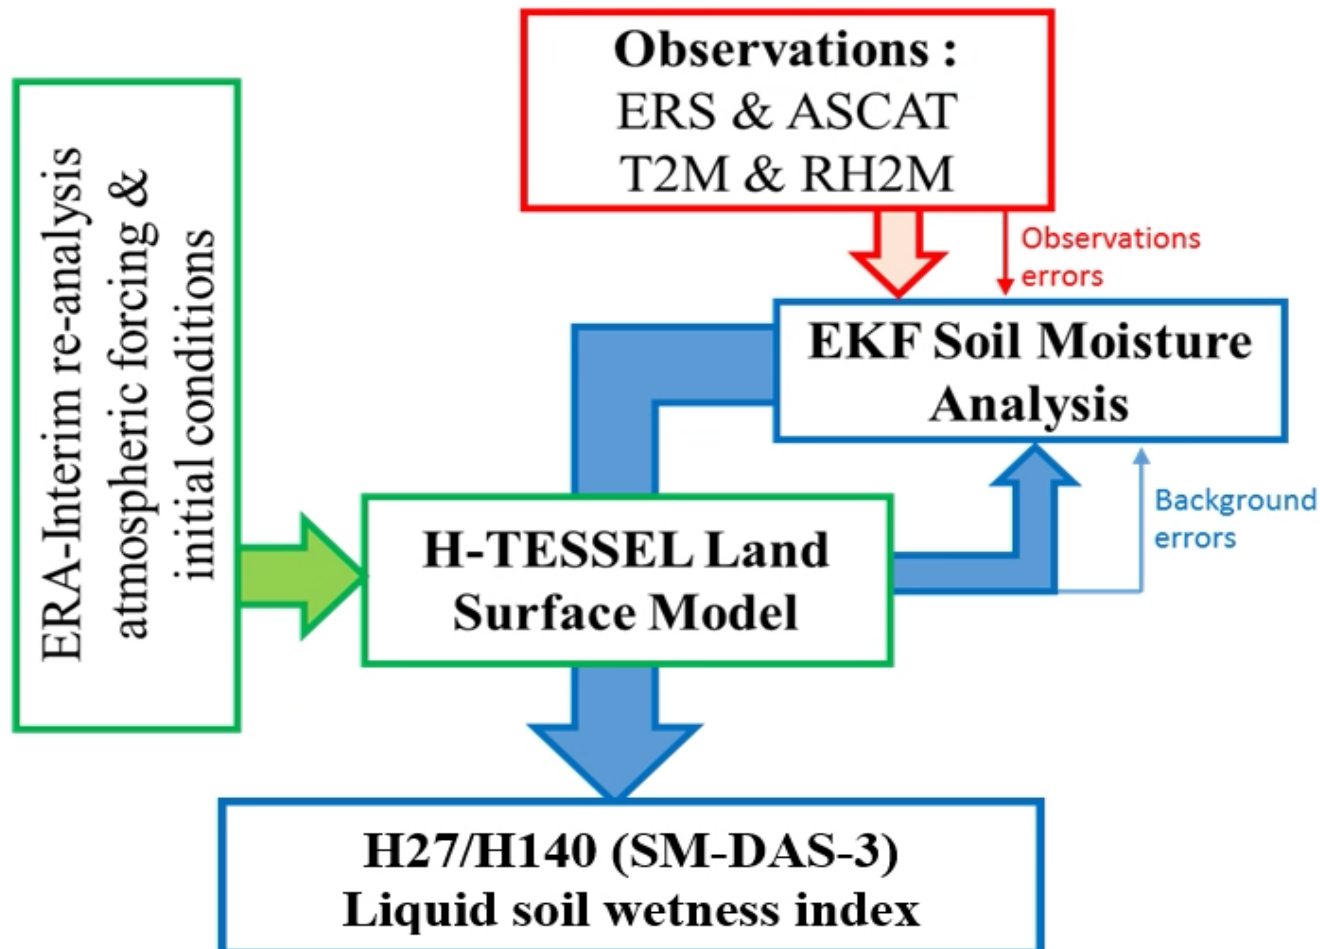 Observations :
ERS & ASCAT
T2M & RH2M
ERA-Interim re-analysis
atmospheric forcing &
initial conditions
Observations
errors
EKF Soil Moisture
Analysis
H-TESSEL Land
Surface Model
Background
errors
H27/H140 (SM-DAS-3)
Liquid soil wetness index